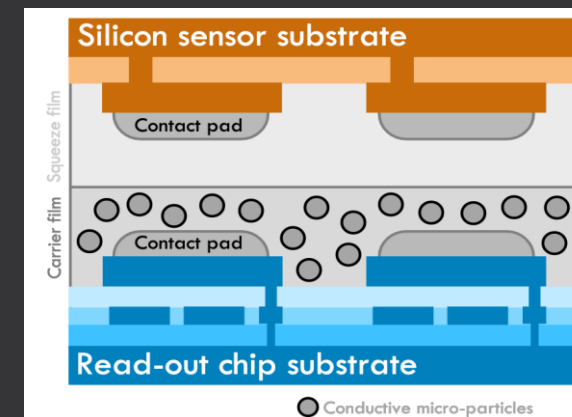 Silicon sensor substrate
Squeeze film
Contact pad
Carrier film
Contact pad
Read-out chip substrate
Conductive micro-particles